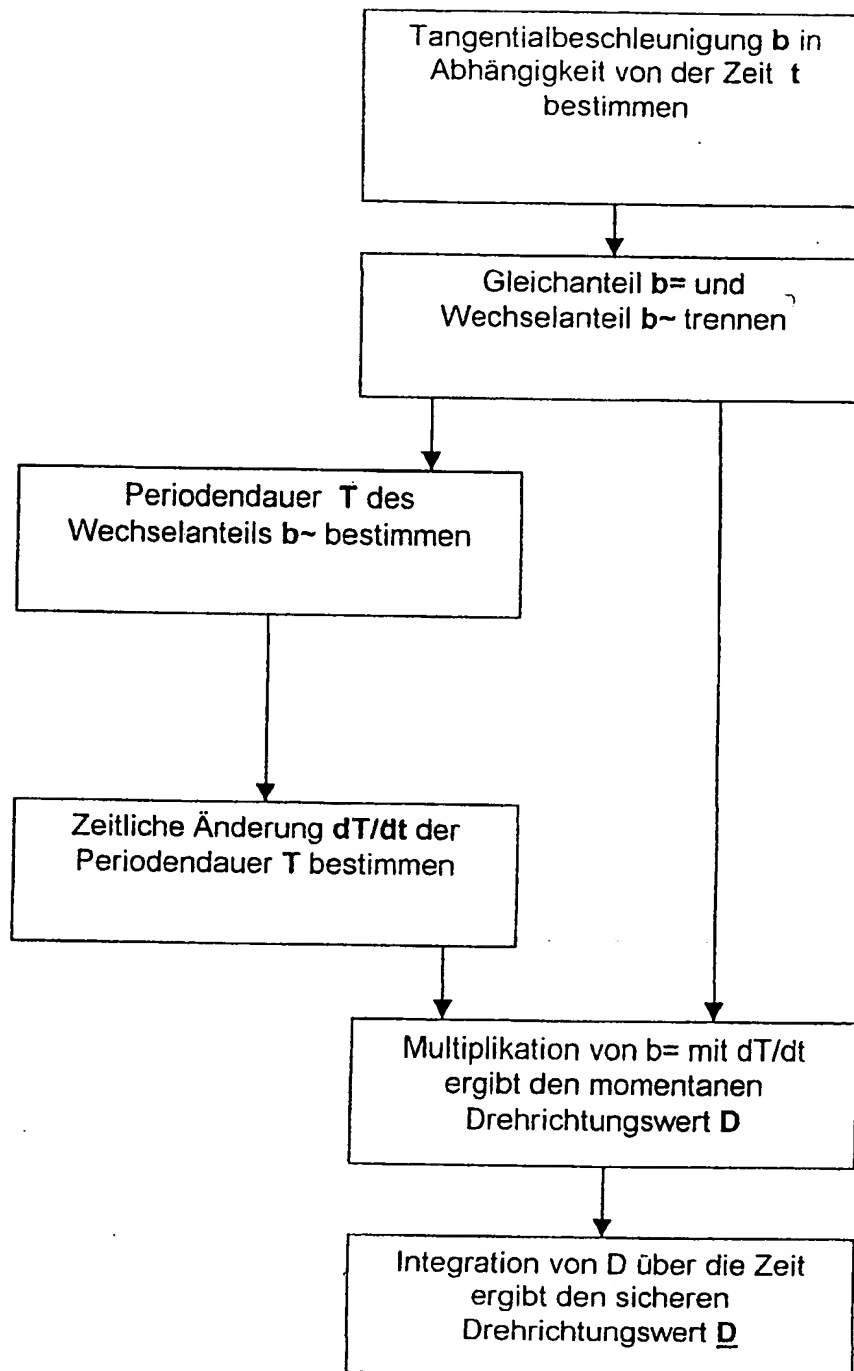 Tangentialbeschleunigung b in
Abhängigkeit von der Zeit t
bestimmen
Gleichanteil b= und
Wechselanteil b~ trennen
Periodendauer T des
Wechselanteils b~ bestimmen
Zeitliche Änderung dT/dt der
Periodendauer T bestimmen
Multiplikation von b= mit dT/dt
ergibt den momentanen
Drehrichtungswert D
Integration von D über die Zeit
ergibt den sicheren
Drehrichtungswert D